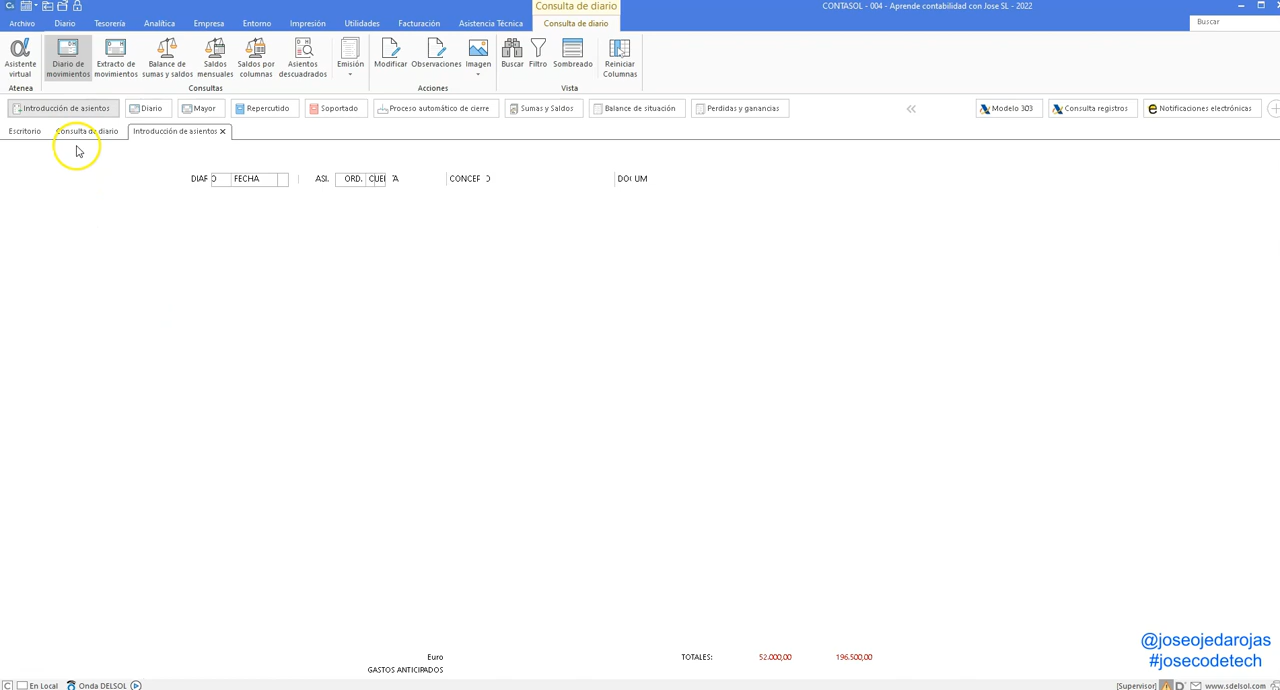 Consulta de diario
CONTASOL - 004 - Aprende contabilidad con Jose SL - 2022
Archivo Diario Tesorería Analítica Empresa Entorno Impresión Utilidades Facturación Asistencia Técnica Consulta de diario
Buscar
Asistente virtual
Diario de movimientos
Extracto de movimientos
Balance de sumas y saldos
Saldos mensuales
Saldos por columnas
Asientos descuadrados
Emisión
Modificar
Observaciones
Imagen
Buscar
Filtro
Sombreado
Reiniciar Columnas
Atenea Consultas Acciones Vista
Introducción de asientos Diario Mayor Repercutido Soportado Proceso automático de cierre Sumas y Saldos Balance de situación Perdidas y ganancias Modelo 303 Consulta registros Notificaciones electrónicas
Escritorio Consulta de diario Introducción de asientos
FECHA ASI. ORD.
@joseojedarojas
#josecodetech
Euro TOTALES: 52.000,00 196.500,00
GASTOS ANTICIPADOS
En Local Onda DELSOL [Supervisor] www.sdelsol.com